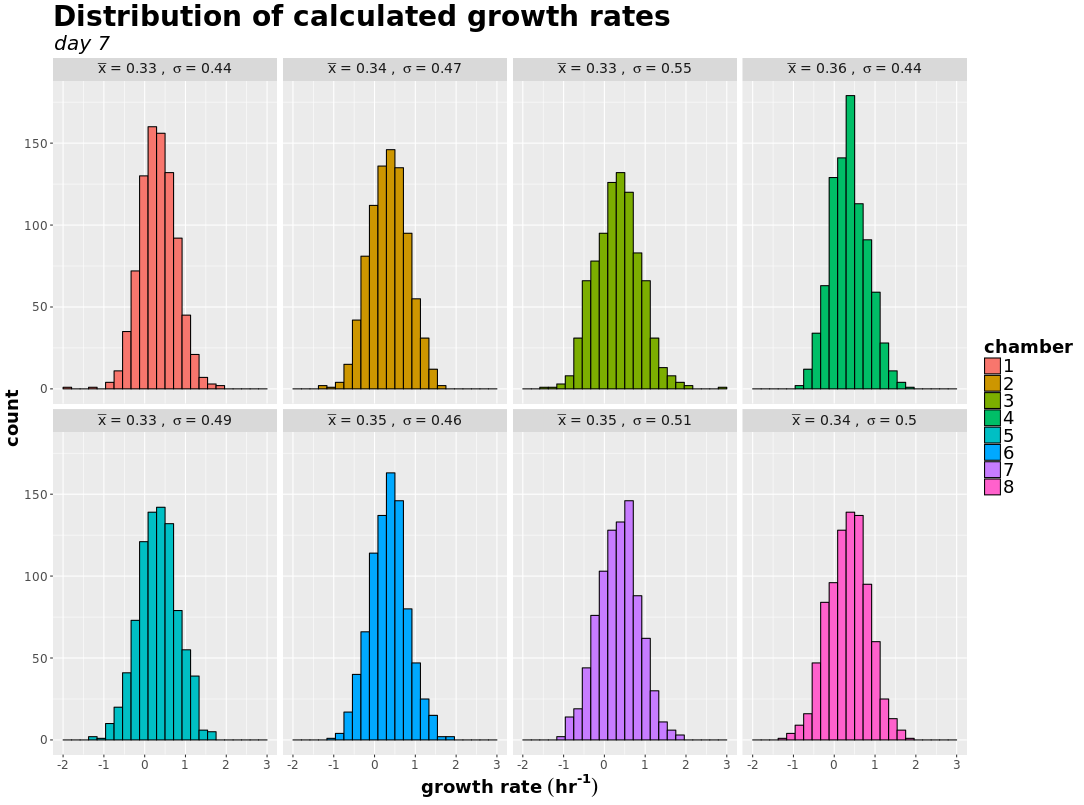 Distribution of calculated growth rates
day 7
x̅ = 0.33 , σ = 0.44
x̅ = 0.34 , σ = 0.47
x̅ = 0.33 , σ = 0.55
x̅ = 0.36 , σ = 0.44
150
100
50
0
count
x̅ = 0.33 , σ = 0.49
x̅ = 0.35 , σ = 0.46
x̅ = 0.35 , σ = 0.51
x̅ = 0.34 , σ = 0.5
150
100
50
0
-2 -1 0 1 2 3
-2 -1 0 1 2 3
-2 -1 0 1 2 3
-2 -1 0 1 2 3
growth rate (hr⁻¹)
chamber
1
2
3
4
5
6
7
8